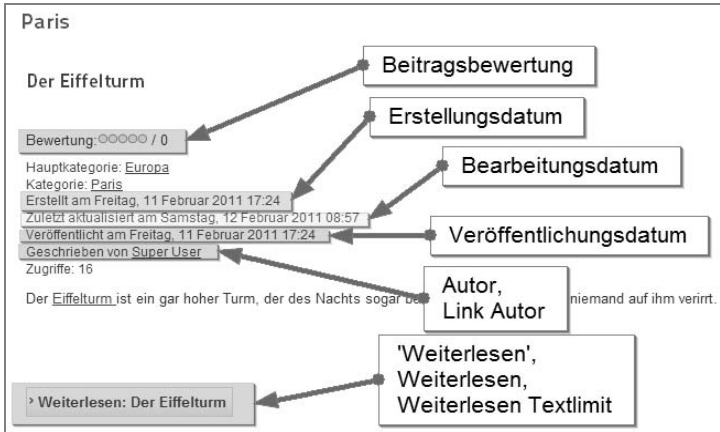 Paris
Der Eiffelturm
Beitragsbewertung
Erstellungsdatum
Bewertung: / 0
Bearbeitungsdatum
Hauptkategorie: Europa
Kategorie: Paris
Erstellt am Freitag, 11 Februar 2011 17:24
Zuletzt aktualisiert am Samstag, 12 Februar 2011 08:57
Veröffentlicht am Freitag, 11 Februar 2011 17:24
Veröffentlichungsdatum
Geschrieben von Super User
Zugriffe: 16
Autor,
Link Autor
Der Eiffelturm ist ein gar hoher Turm, der des Nachts sogar niemand auf ihm verirrt.
'Weiterlesen',
Weiterlesen,
Weiterlesen Textlimit
› Weiterlesen: Der Eiffelturm